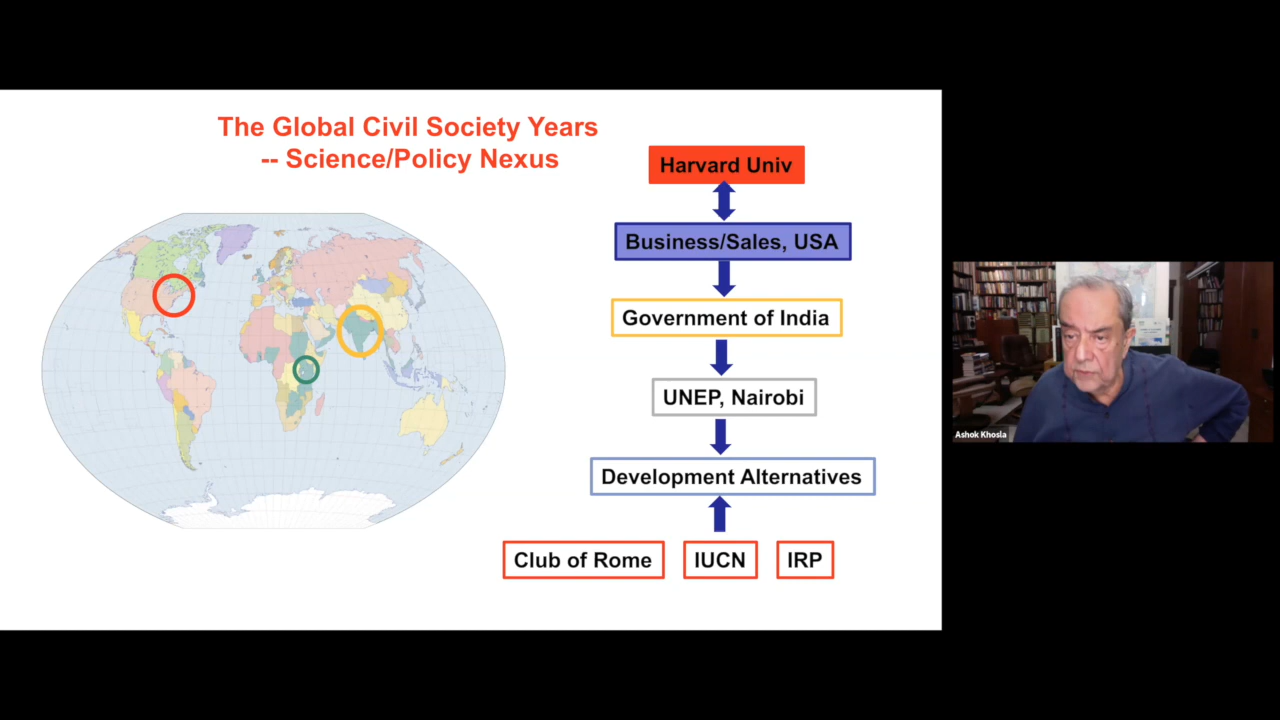 The Global Civil Society Years
-- Science/Policy Nexus
Harvard Univ
Business/Sales, USA
Government of India
UNEP, Nairobi
Development Alternatives
Club of Rome
IUCN
IRP
Ashok Khosla